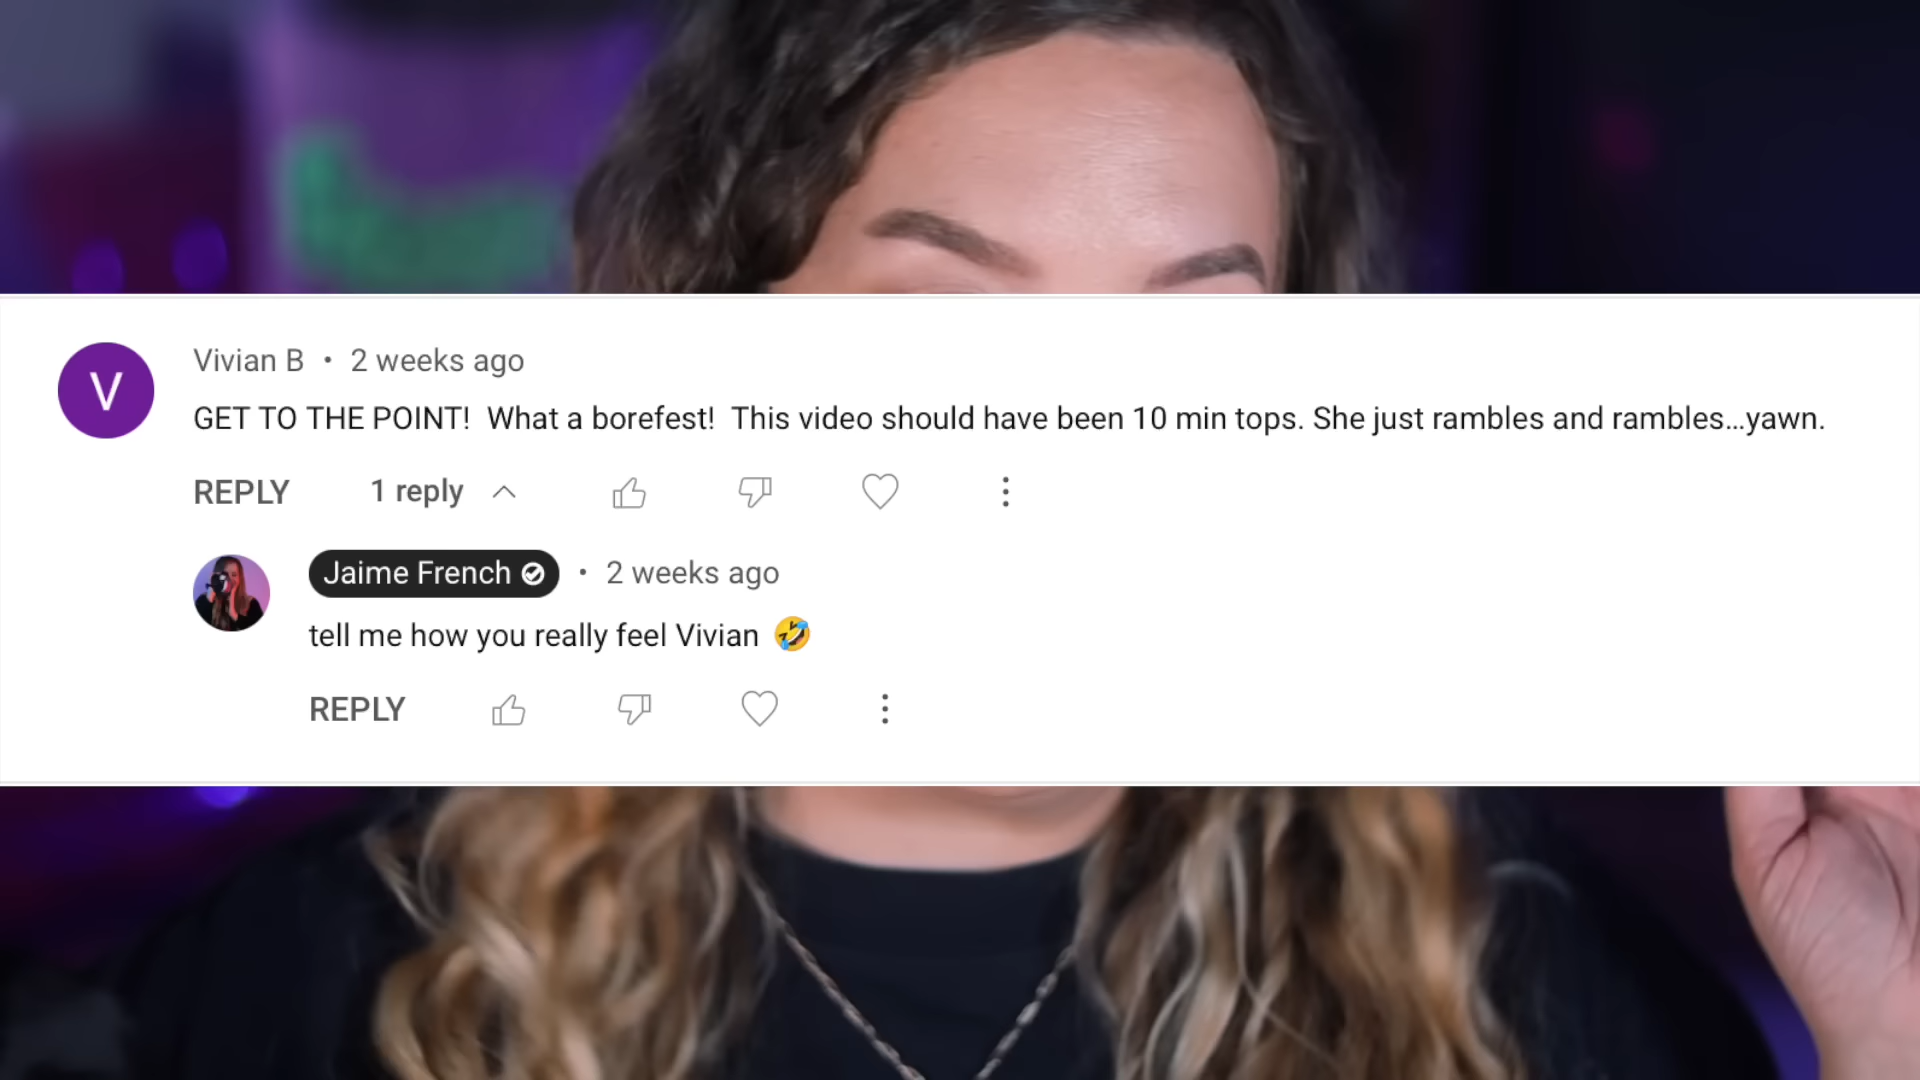 V
Vivian B • 2 weeks ago
GET TO THE POINT!  What a borefest!  This video should have been 10 min tops. She just rambles and rambles...yawn.
REPLY 1 reply
Jaime French • 2 weeks ago
tell me how you really feel Vivian 🤣
REPLY